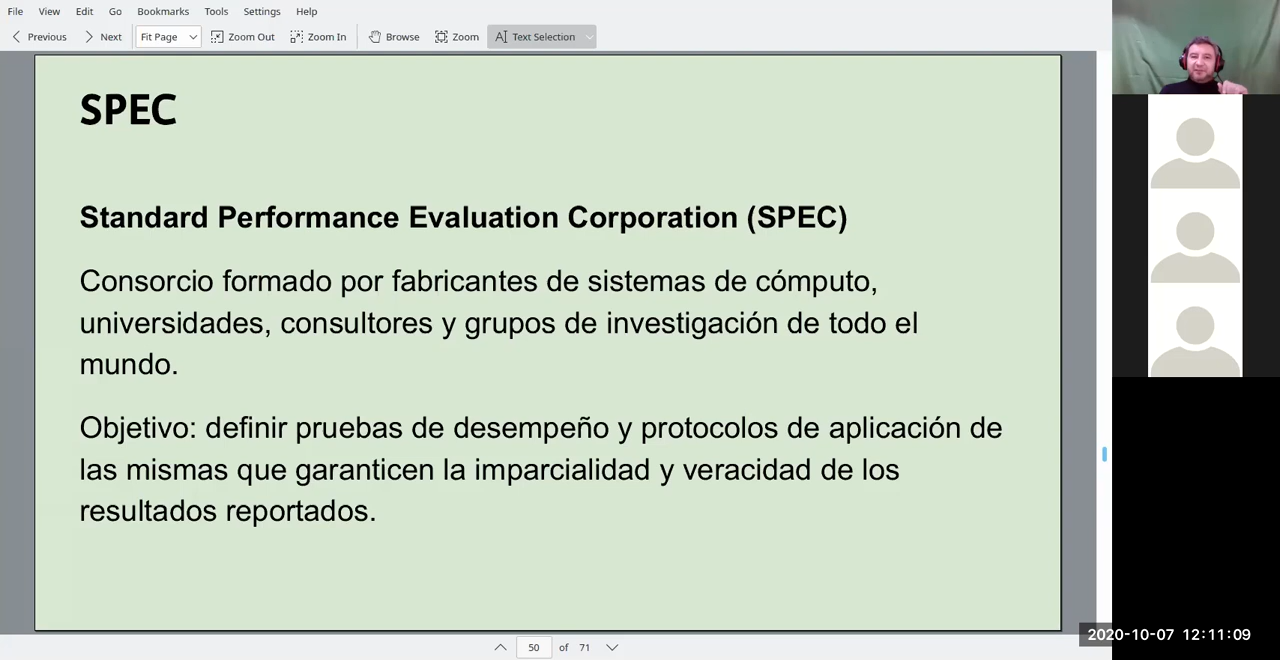 File View Edit Go Bookmarks Tools Settings Help
Previous Next Fit Page Zoom Out Zoom In Browse Zoom Text Selection
SPEC
Standard Performance Evaluation Corporation (SPEC)
Consorcio formado por fabricantes de sistemas de cómputo,
universidades, consultores y grupos de investigación de todo el
mundo.
Objetivo: definir pruebas de desempeño y protocolos de aplicación de
las mismas que garanticen la imparcialidad y veracidad de los
resultados reportados.
50 of 71
2020-10-07 12:11:09